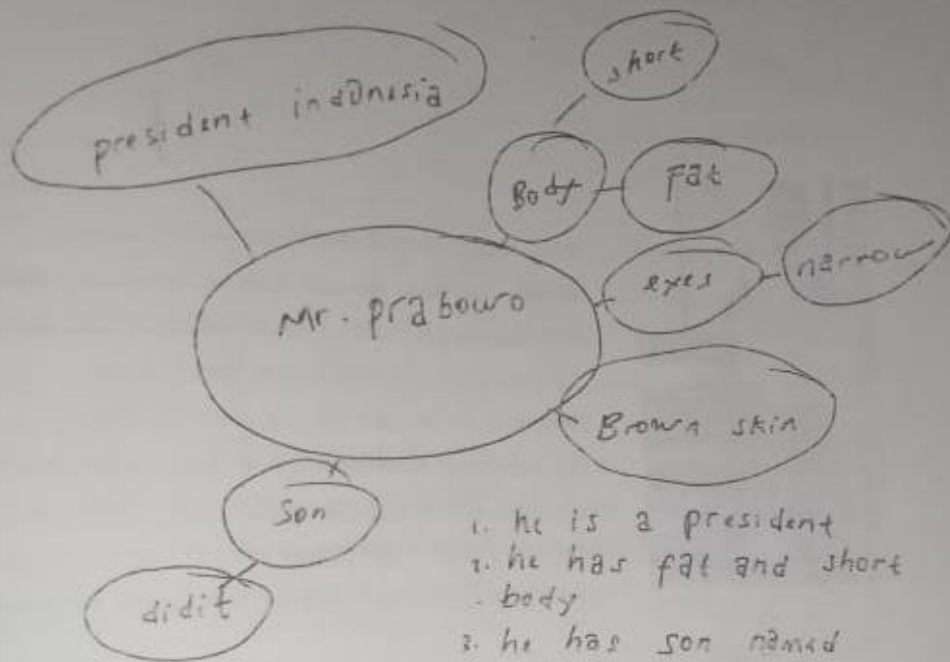 president indonesia
short
Body
Fat
eyes
narrow
Mr. prabowo
Brown skin
Son
didit
1. he is a president
2. he has fat and short
- body
3. he has son named